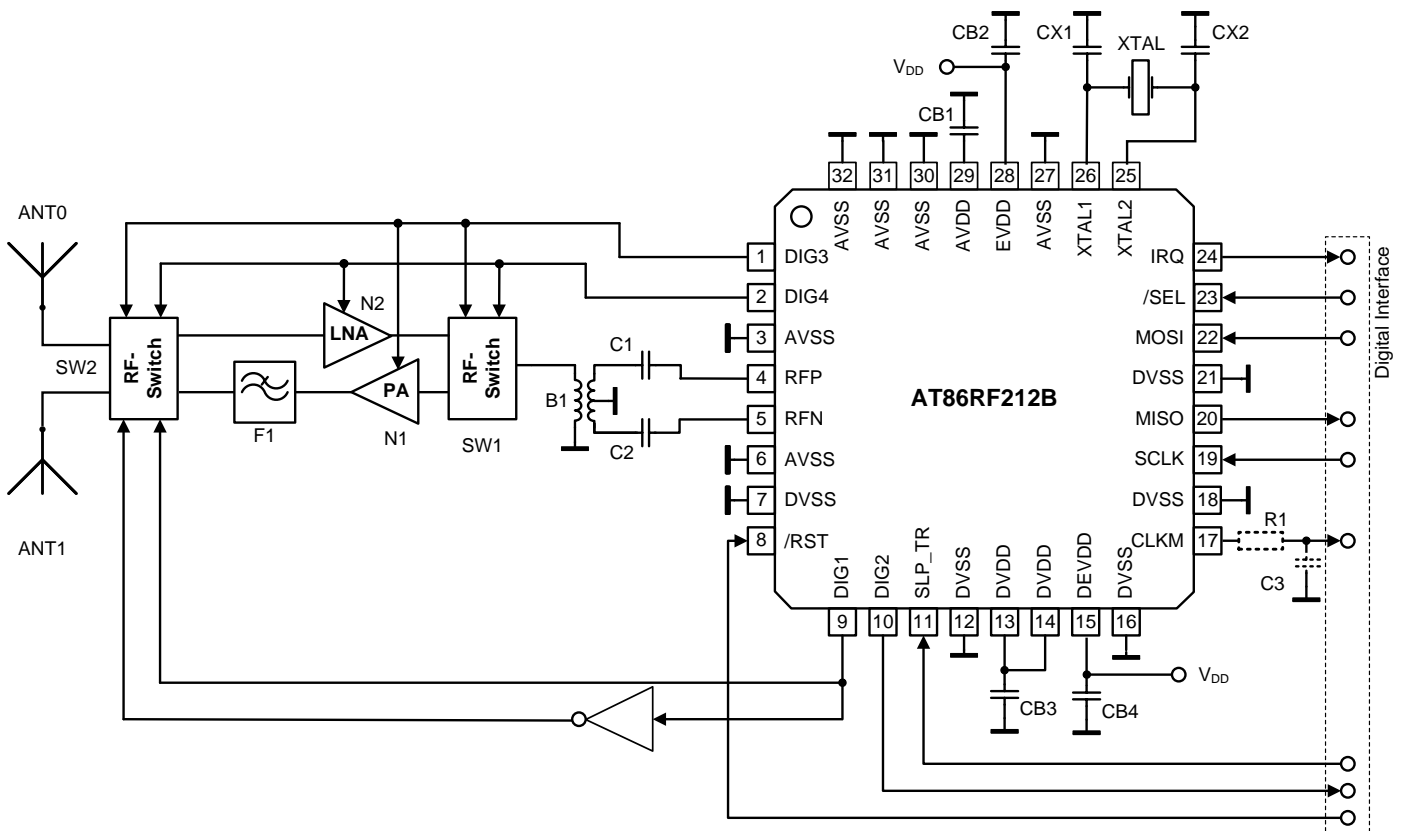 CB2
CX1
XTAL
CX2
VDD
CB1
32
31
30
29
28
27
26
25
AVSS
AVSS
AVSS
AVDD
EVDD
AVSS
XTAL1
XTAL2
ANT0
ANT1
SW2
RF-
Switch
F1
N2
LNA
PA
N1
RF-
Switch
SW1
B1
C1
C2
1 DIG3
2 DIG4
3 AVSS
4 RFP
5 RFN
6 AVSS
7 DVSS
8 /RST
AT86RF212B
IRQ 24
/SEL 23
MOSI 22
DVSS 21
MISO 20
SCLK 19
DVSS 18
CLKM 17
R1
C3
Digital Interface
DIG1
DIG2
SLP_TR
DVSS
DVDD
DVDD
DEVDD
DVSS
9
10
11
12
13
14
15
16
VDD
CB3
CB4